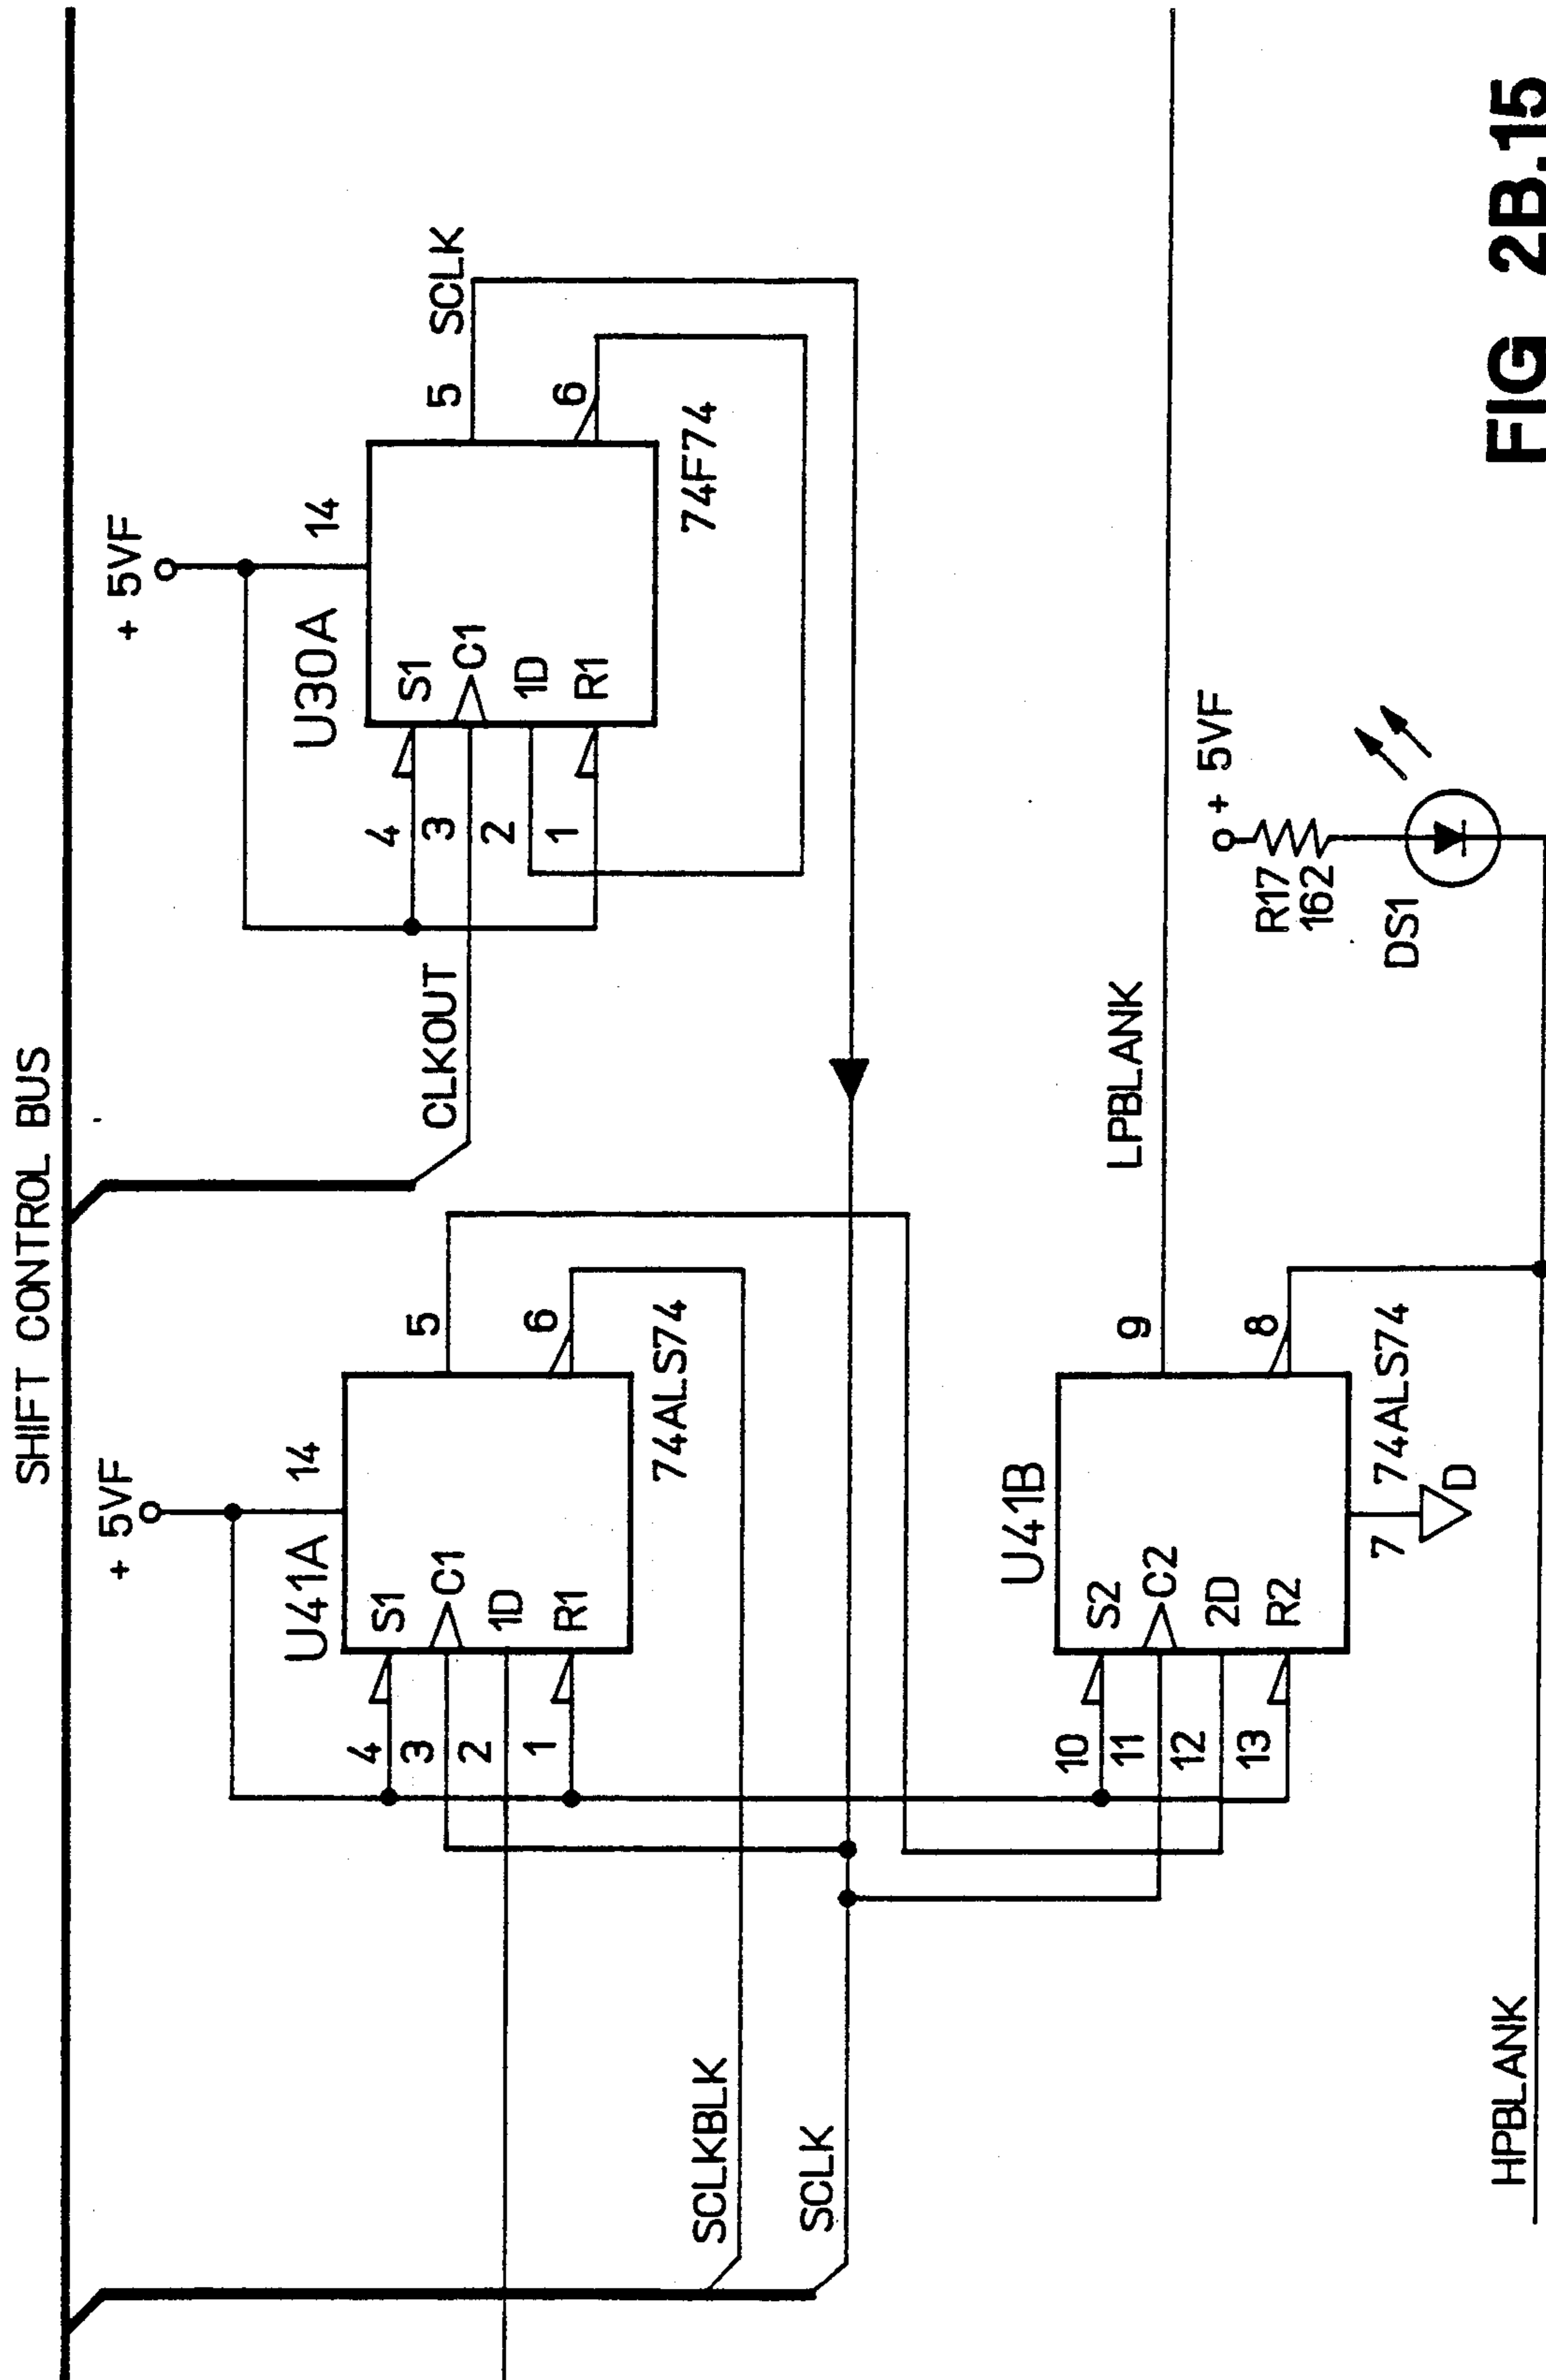 SHIFT CONTROL BUS
+ 5VF
14
U41A
4
3
2
1
S1
C1
1D
R1
5
6
74ALS74
+ 5VF
14
U30A
4
3
2
1
S1
C1
1D
R1
5
SCLK
6
74F74
CLKOUT
SCLKBLK
SCLK
U41B
10
11
12
13
S2
C2
2D
R2
9
8
74ALS74
7
D
LPBLANK
+ 5VF
R17
162
DS1
HPBLANK
FIG 2B.15